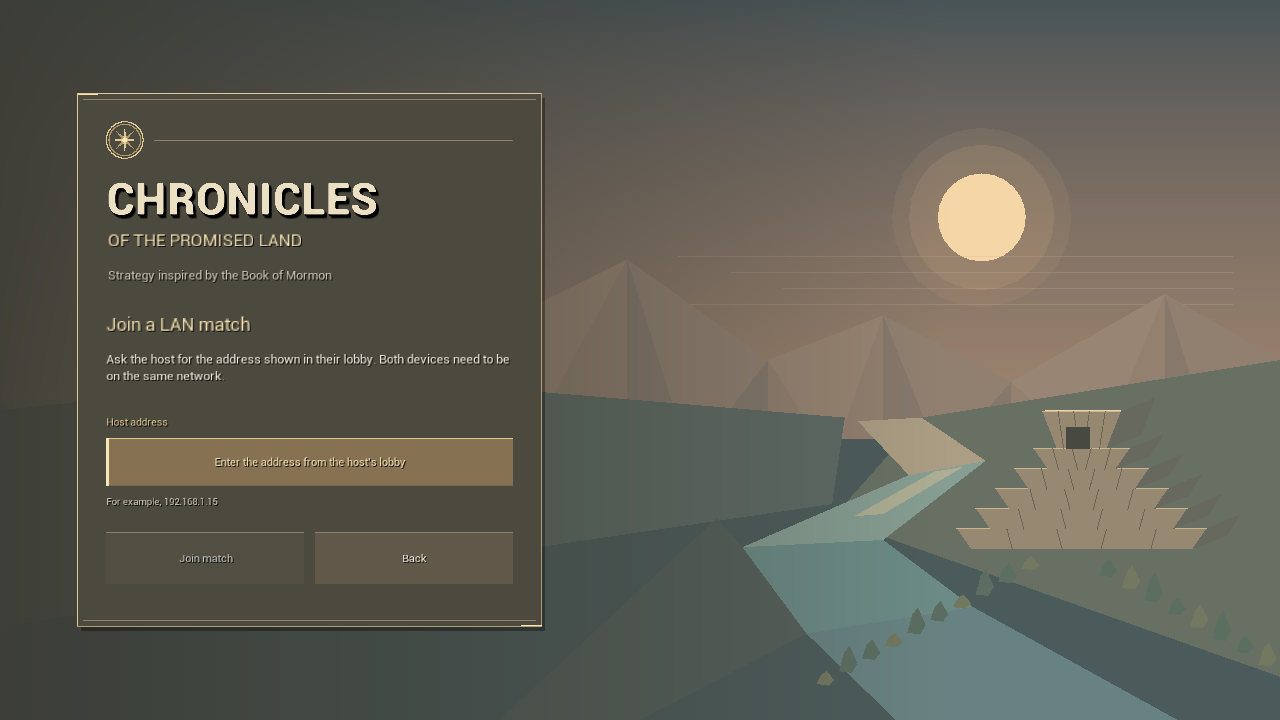 CHRONICLES
OF THE PROMISED LAND
Strategy inspired by the Book of Mormon
Join a LAN match
Ask the host for the address shown in their lobby. Both devices need to be
on the same network.
Host address
Enter the address from the host's lobby
For example, 192.168.1.15
Join match
Back